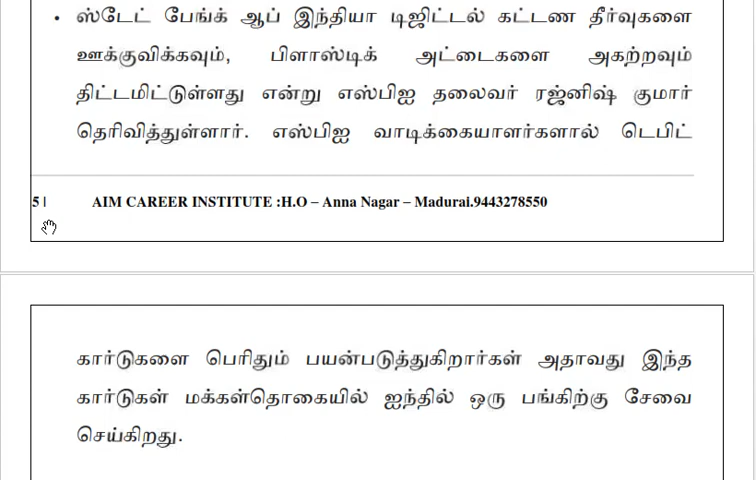 • ஸ்டேட் பேங்க் ஆப் இந்தியா டிஜிட்டல் கட்டண தீர்வுகளை
ஊக்குவிக்கவும், பிளாஸ்டிக் அட்டைகளை அகற்றவும்
திட்டமிட்டுள்ளது என்று எஸ்பிஐ தலைவர் ரஜ்னிஷ் குமார்
தெரிவித்துள்ளார். எஸ்பிஐ வாடிக்கையாளர்களால் டெபிட்
5 | AIM CAREER INSTITUTE :H.O – Anna Nagar – Madurai.9443278550
கார்டுகளை பெரிதும் பயன்படுத்துகிறார்கள் அதாவது இந்த
கார்டுகள் மக்கள்தொகையில் ஐந்தில் ஒரு பங்கிற்கு சேவை
செய்கிறது.